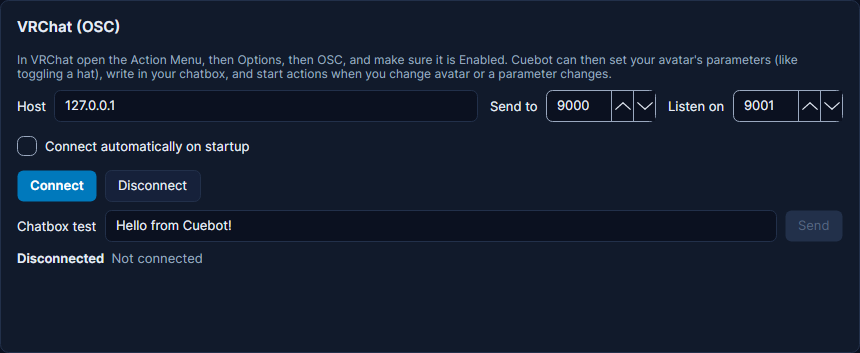 VRChat (OSC)
In VRChat open the Action Menu, then Options, then OSC, and make sure it is Enabled. Cuebot can then set your avatar's parameters (like
toggling a hat), write in your chatbox, and start actions when you change avatar or a parameter changes.
Host 127.0.0.1 Send to 9000 Listen on 9001
Connect automatically on startup
Connect Disconnect
Chatbox test Hello from Cuebot! Send
Disconnected Not connected